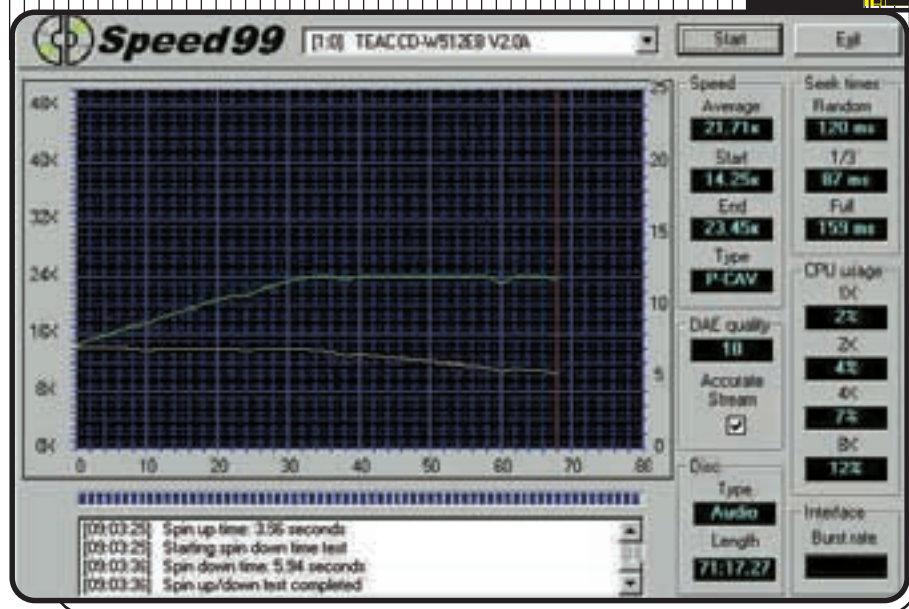 CD Speed99
[1:0] TEAC CD-W512EB V2.0A
Start
Exit
48X
40X
32X
24X
16X
8X
0X
25
20
15
10
5
0
0 10 20 30 40 50 60 70 80
Speed
Average
21.71x
Start
14.25x
End
23.45x
Type
P-CAV
DAE quality
10
Accurate
Stream
Disc
Type
Audio
Length
71:17.27
Seek times
Random
120 ms
1/3
87 ms
Full
159 ms
CPU usage
1X
2%
2X
4%
4X
7%
8X
12%
Interface
Burst rate
[09:03:25] Spin up time: 3.96 seconds
[09:03:25] Starting spin down time test
[09:03:36] Spin down time: 5.94 seconds
[09:03:36] Spin up/down test completed